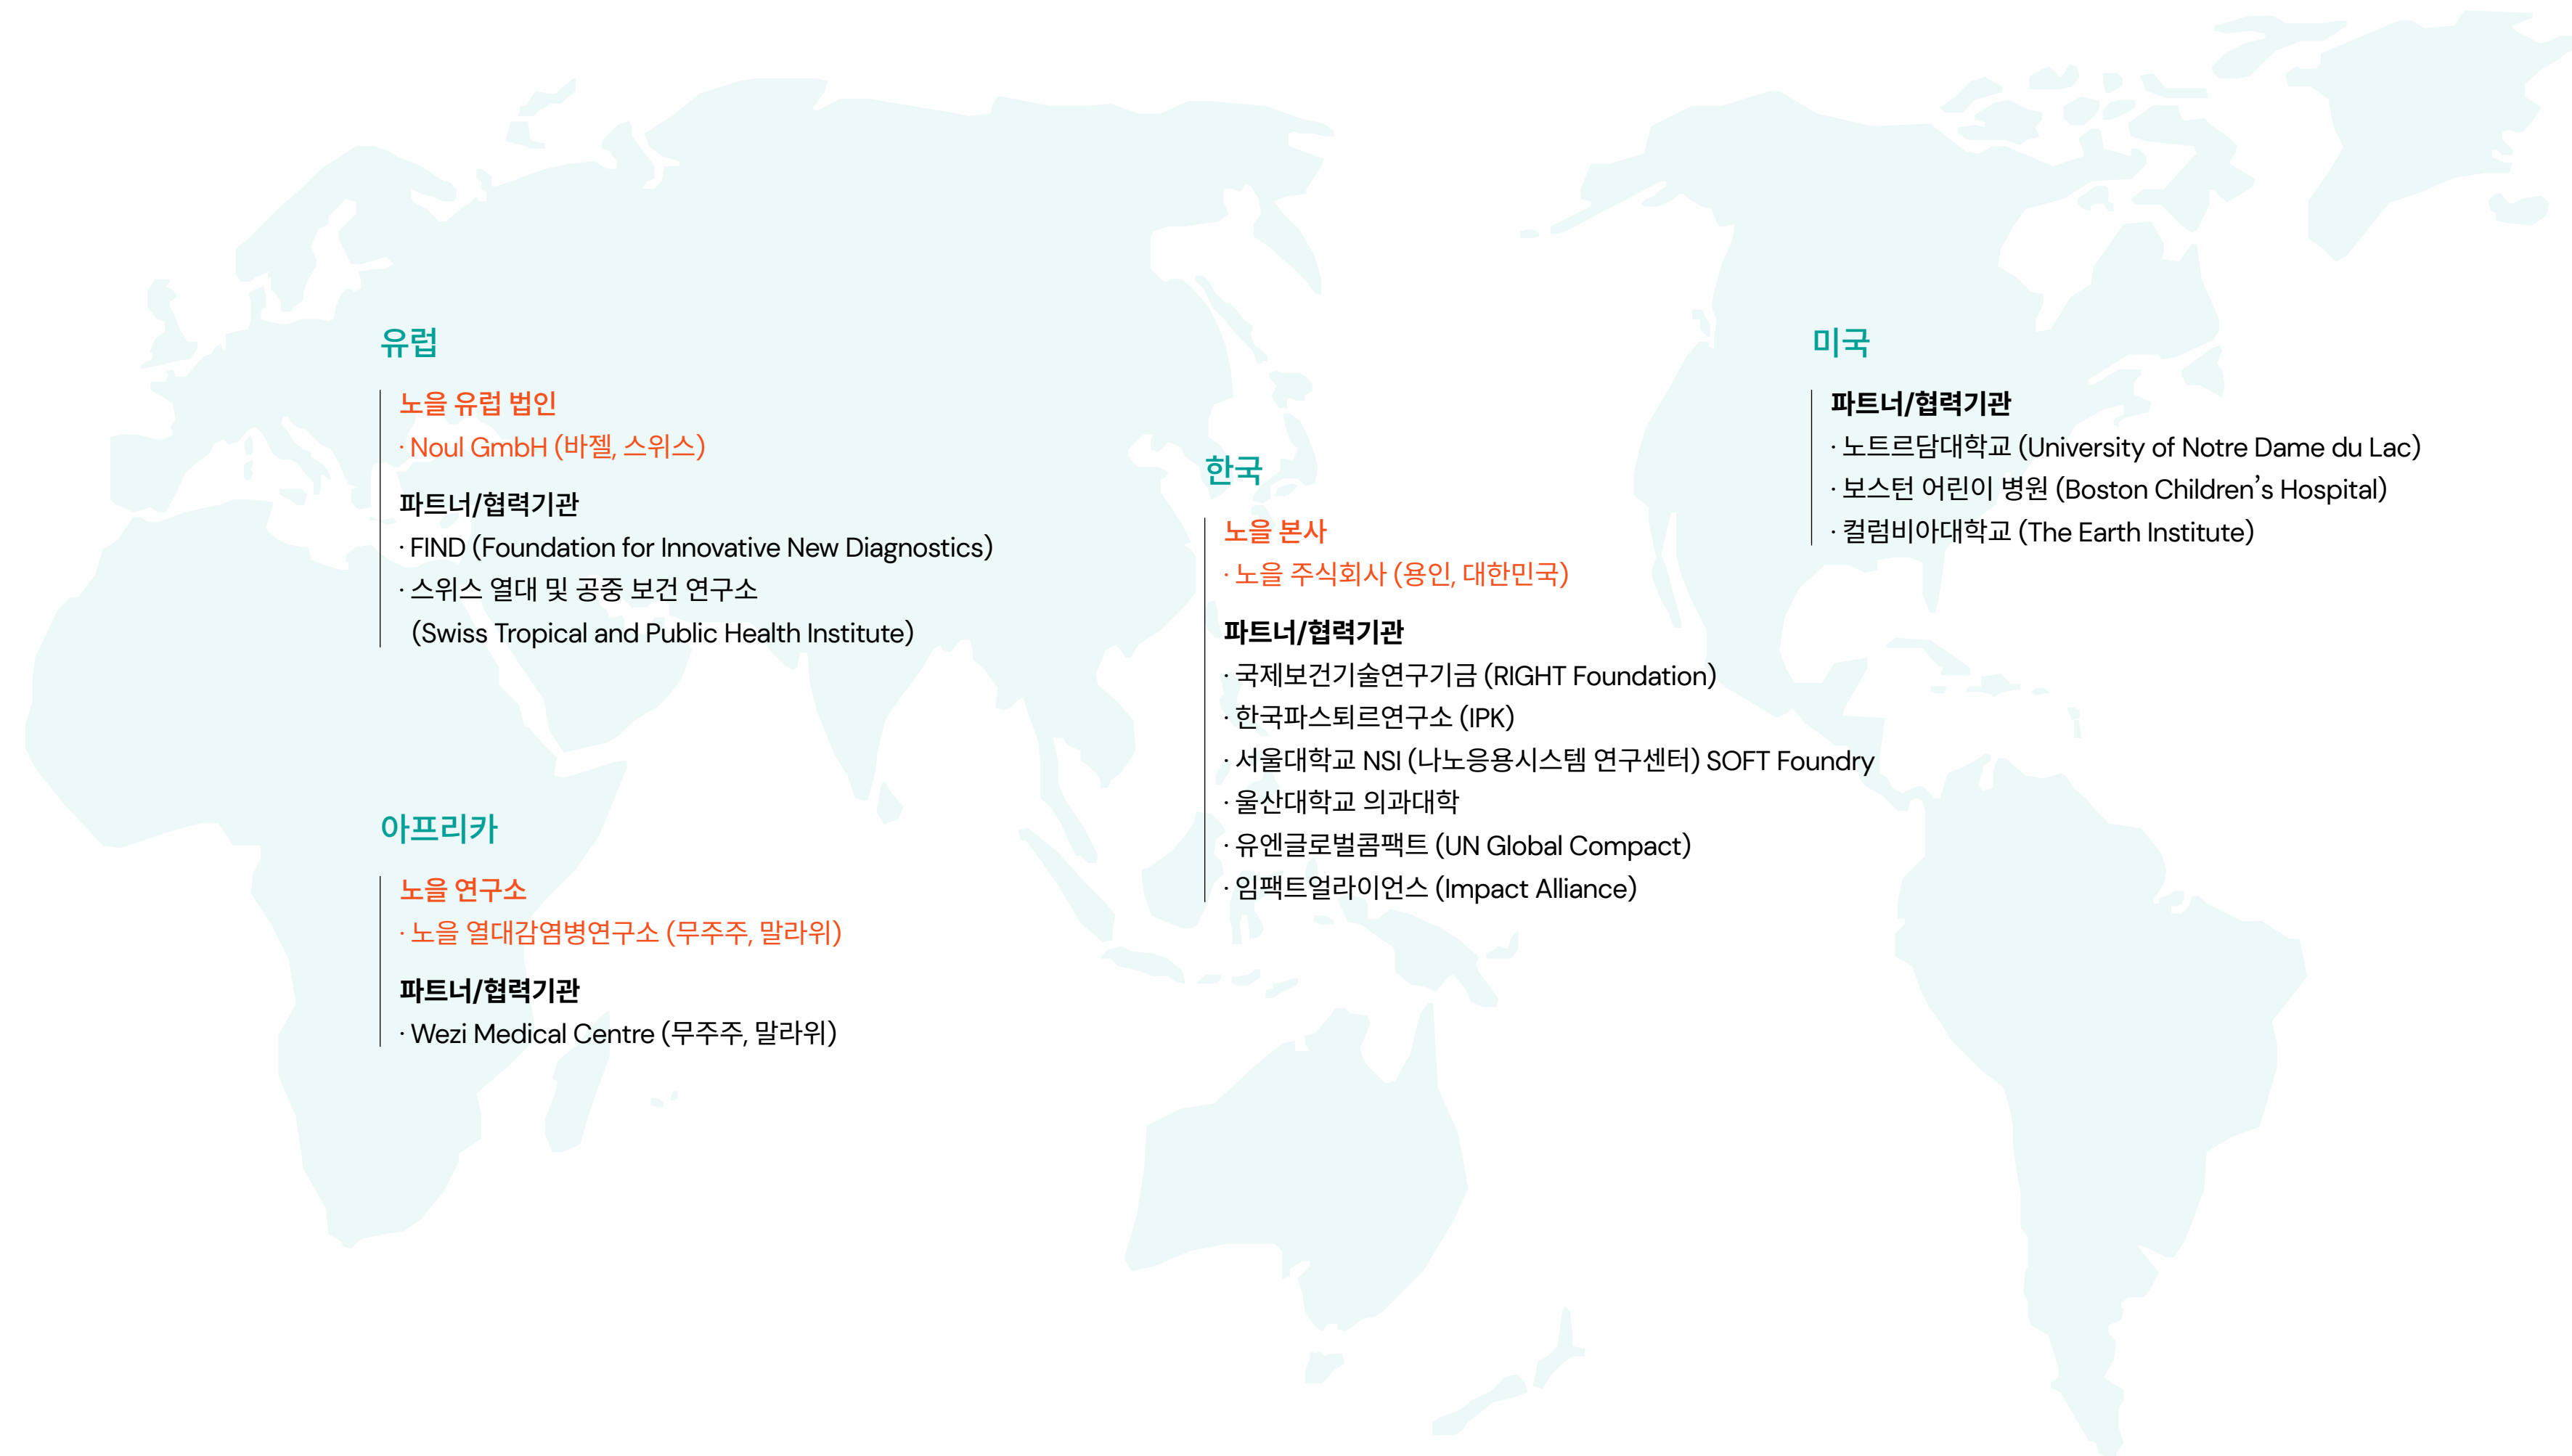 유럽
노을 유럽 법인
· Noul GmbH (바젤, 스위스)
파트너/협력기관
· FIND (Foundation for Innovative New Diagnostics)
· 스위스 열대 및 공중 보건 연구소
(Swiss Tropical and Public Health Institute)
아프리카
노을 연구소
· 노을 열대감염병연구소 (무주주, 말라위)
파트너/협력기관
· Wezi Medical Centre (무주주, 말라위)
한국
노을 본사
· 노을 주식회사 (용인, 대한민국)
파트너/협력기관
· 국제보건기술연구기금 (RIGHT Foundation)
· 한국파스퇴르연구소 (IPK)
· 서울대학교 NSI (나노응용시스템 연구센터) SOFT Foundry
· 울산대학교 의과대학
· 유엔글로벌콤팩트 (UN Global Compact)
· 임팩트얼라이언스 (Impact Alliance)
미국
파트너/협력기관
· 노트르담대학교 (University of Notre Dame du Lac)
· 보스턴 어린이 병원 (Boston Children’s Hospital)
· 컬럼비아대학교 (The Earth Institute)